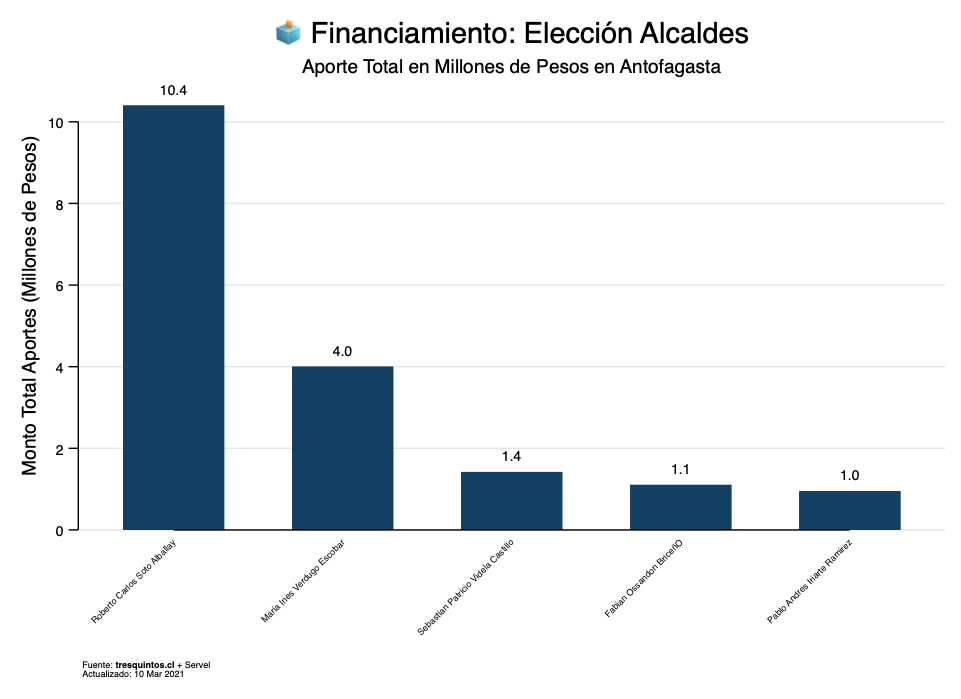 Financiamiento: Elección Alcaldes
Aporte Total en Millones de Pesos en Antofagasta
Monto Total Aportes (Millones de Pesos)
10
8
6
4
2
0
10.4
4.0
1.4
1.1
1.0
Roberto Carlos Soto Alballay
Maria Ines Verdugo Escobar
Sebastian Patricio Videla Castillo
Fabian Ossandon BriceñO
Pablo Andres Iriarte Ramirez
Fuente: tresquintos.cl + Servel
Actualizado: 10 Mar 2021